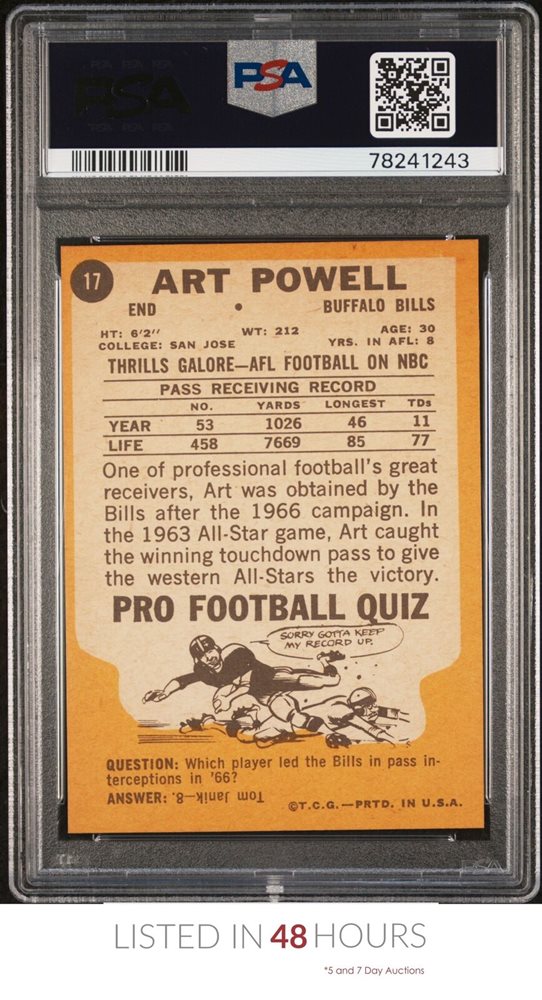 PSA
PSA
78241243
17
ART POWELL
END • BUFFALO BILLS
HT: 6'2" WT: 212 AGE: 30
COLLEGE: SAN JOSE YRS. IN AFL: 8
THRILLS GALORE—AFL FOOTBALL ON NBC
PASS RECEIVING RECORD
NO. YARDS LONGEST TDs
YEAR 53 1026 46 11
LIFE 458 7669 85 77
One of professional football's great
receivers, Art was obtained by the
Bills after the 1966 campaign. In
the 1963 All-Star game, Art caught
the winning touchdown pass to give
the western All-Stars the victory.
PRO FOOTBALL QUIZ
SORRY GOTTA KEEP
MY RECORD UP.
QUESTION: Which player led the Bills in pass in-
terceptions in '66?
ANSWER: Tom Janik—8.
©T.C.G.—PRTD. IN U.S.A.
PSA
LISTED IN 48 HOURS
*5 and 7 Day Auctions